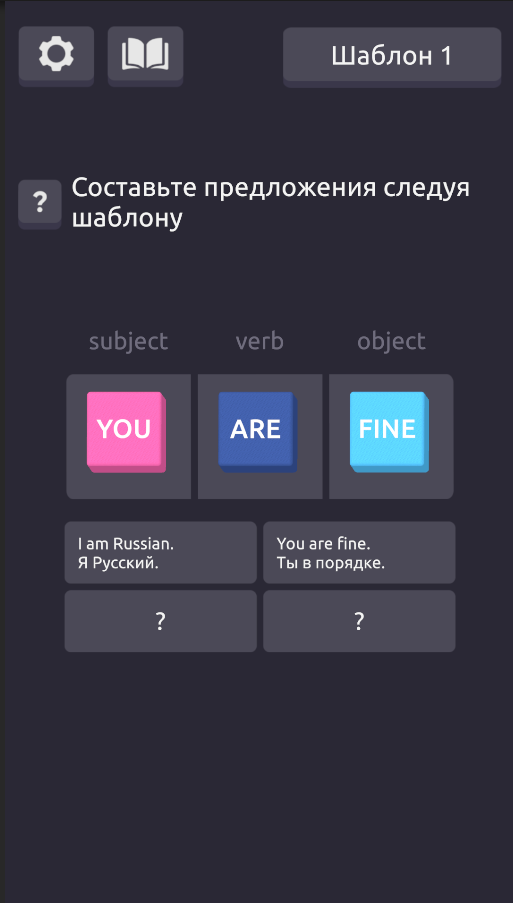 Шаблон 1
?
Составьте предложения следуя
шаблону
subject verb object
YOU ARE FINE
I am Russian.
Я Русский.
You are fine.
Ты в порядке.
?
?